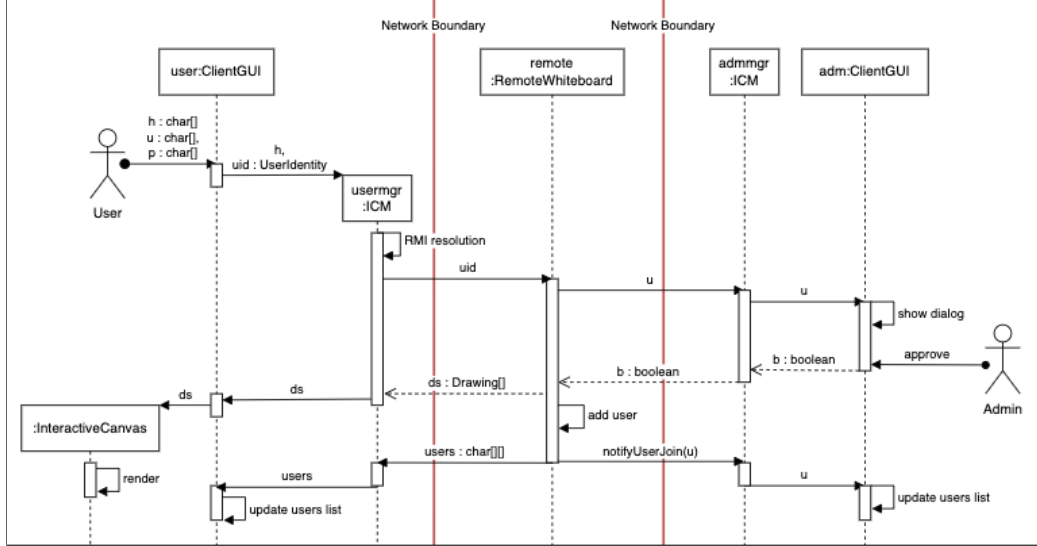 Network Boundary
Network Boundary
user:ClientGUI
remote
:RemoteWhiteboard
admmgr
:ICM
adm:ClientGUI
h : char[]
u : char[],
p : char[]
h,
uid : UserIdentity
User
usermgr
:ICM
RMI resolution
uid
u
u
show dialog
approve
b : boolean
b : boolean
ds : Drawing[]
ds
ds
Admin
:InteractiveCanvas
add user
users : char[][]
notifyUserJoin(u)
render
users
u
update users list
update users list